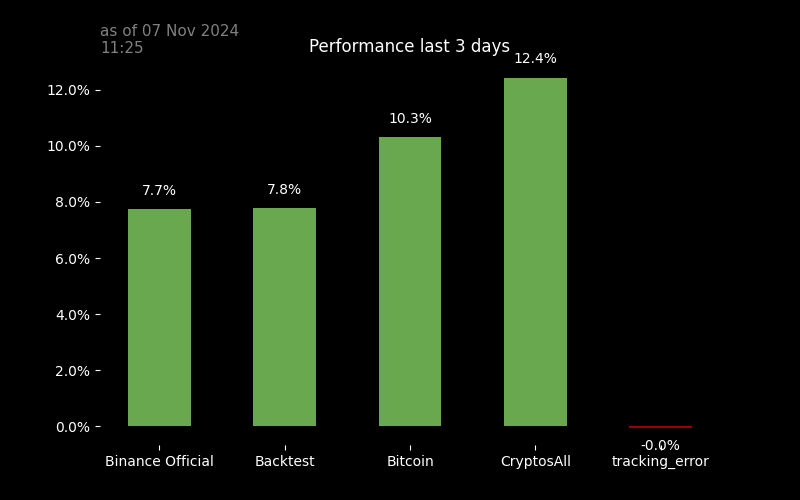 as of 07 Nov 2024
11:25
Performance last 3 days
12.4%
12.0%
10.3%
10.0%
7.7%
7.8%
8.0%
6.0%
4.0%
2.0%
0.0%
-0.0%
Binance Official
Backtest
Bitcoin
CryptosAll
tracking_error